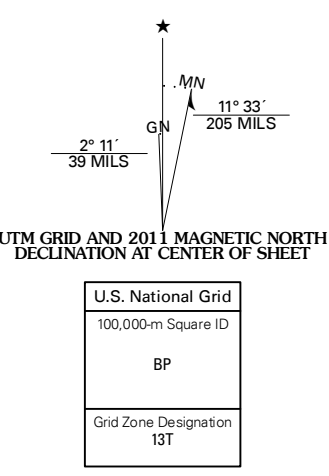 ★
MN
11° 33´
205 MILS
GN
2° 11´
39 MILS
UTM GRID AND 2011 MAGNETIC NORTH
DECLINATION AT CENTER OF SHEET
U.S. National Grid
100,000-m Square ID
BP
Grid Zone Designation
13T